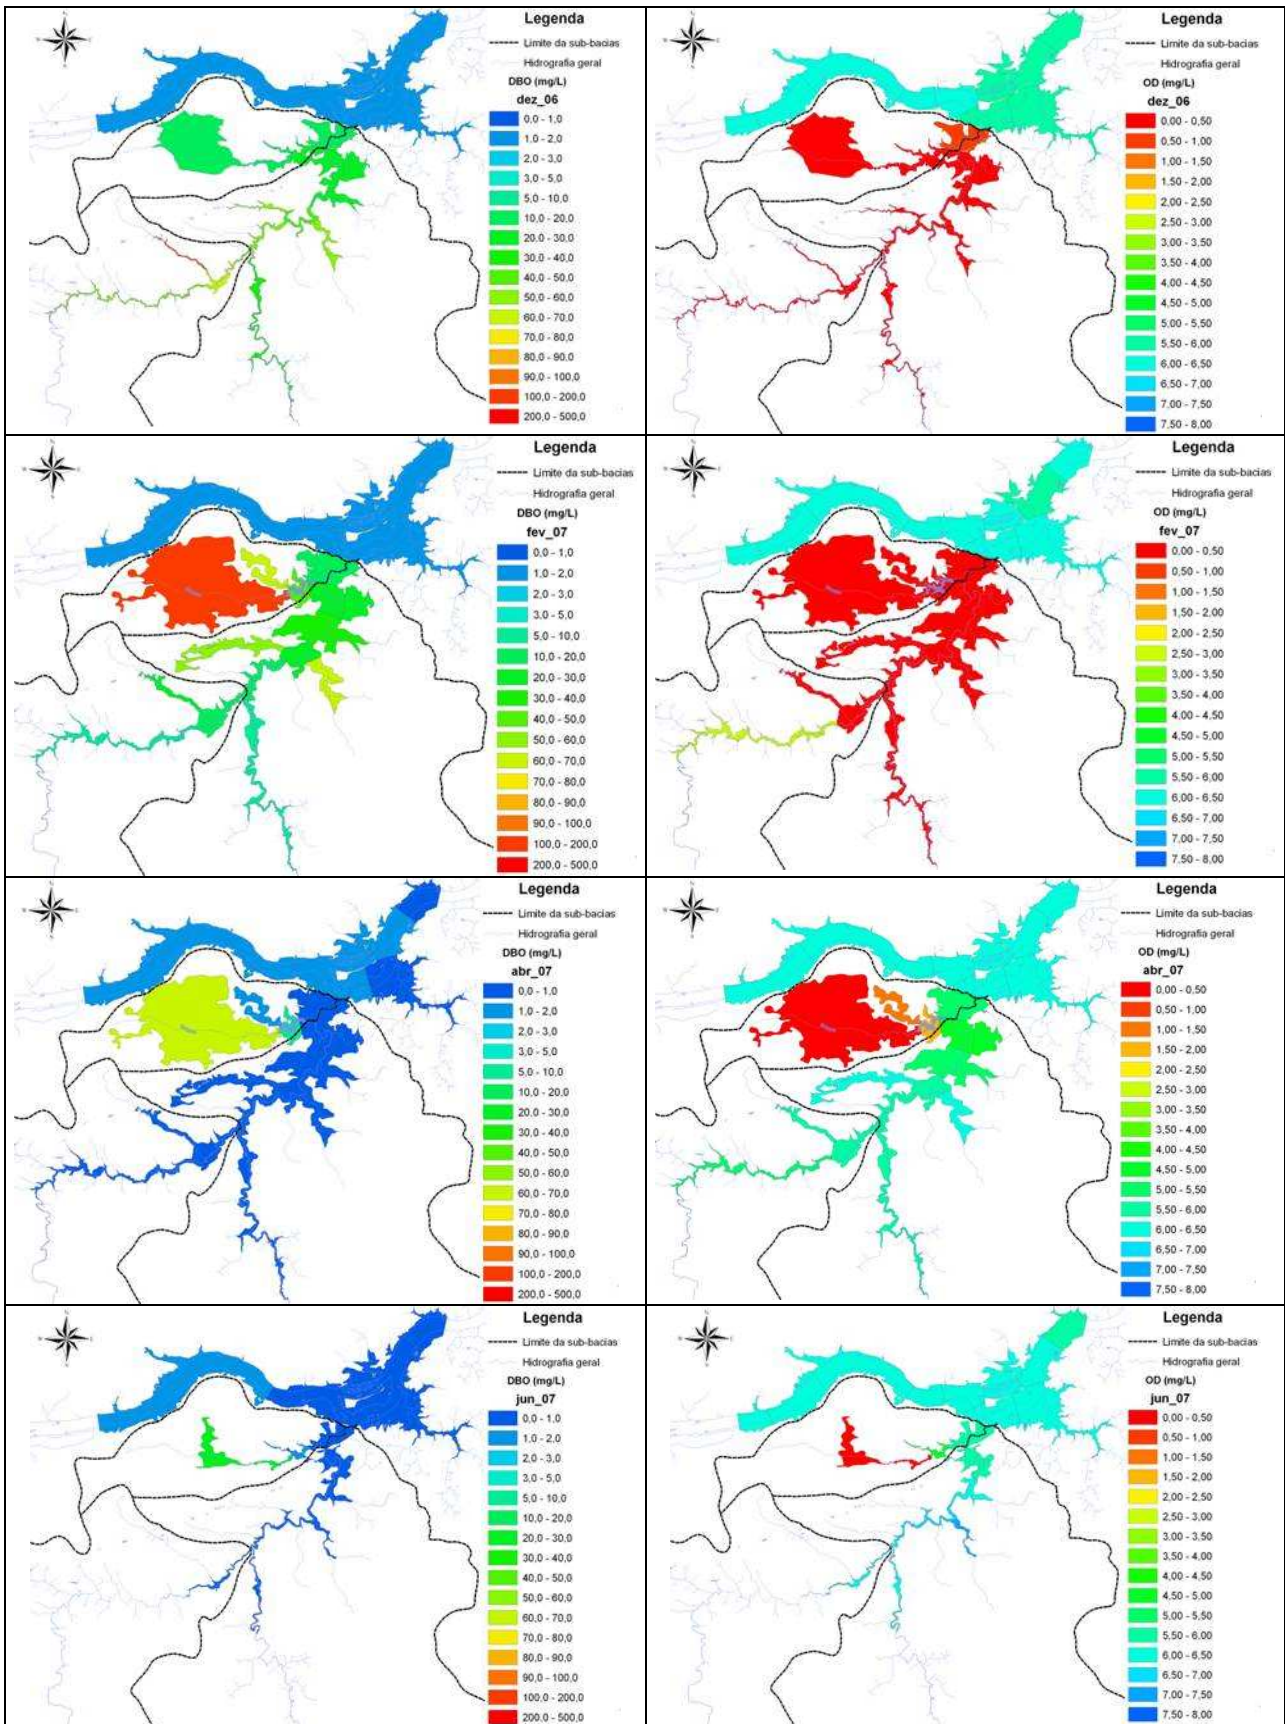 Legenda
Limite da sub-bacias
Hidrografia geral
DBO (mg/L)
dez_06
0,0 - 1,0
1,0 - 2,0
2,0 - 3,0
3,0 - 5,0
5,0 - 10,0
10,0 - 20,0
20,0 - 30,0
30,0 - 40,0
40,0 - 50,0
50,0 - 60,0
60,0 - 70,0
70,0 - 80,0
80,0 - 90,0
90,0 - 100,0
100,0 - 200,0
200,0 - 500,0
Legenda
Limite da sub-bacias
Hidrografia geral
OD (mg/L)
dez_06
0,00 - 0,50
0,50 - 1,00
1,00 - 1,50
1,50 - 2,00
2,00 - 2,50
2,50 - 3,00
3,00 - 3,50
3,50 - 4,00
4,00 - 4,50
4,50 - 5,00
5,00 - 5,50
5,50 - 6,00
6,00 - 6,50
6,50 - 7,00
7,00 - 7,50
7,50 - 8,00
Legenda
Limite da sub-bacias
Hidrografia geral
DBO (mg/L)
fev_07
0,0 - 1,0
1,0 - 2,0
2,0 - 3,0
3,0 - 5,0
5,0 - 10,0
10,0 - 20,0
20,0 - 30,0
30,0 - 40,0
40,0 - 50,0
50,0 - 60,0
60,0 - 70,0
70,0 - 80,0
80,0 - 90,0
90,0 - 100,0
100,0 - 200,0
200,0 - 500,0
Legenda
Limite da sub-bacias
Hidrografia geral
OD (mg/L)
fev_07
0,00 - 0,50
0,50 - 1,00
1,00 - 1,50
1,50 - 2,00
2,00 - 2,50
2,50 - 3,00
3,00 - 3,50
3,50 - 4,00
4,00 - 4,50
4,50 - 5,00
5,00 - 5,50
5,50 - 6,00
6,00 - 6,50
6,50 - 7,00
7,00 - 7,50
7,50 - 8,00
Legenda
Limite da sub-bacias
Hidrografia geral
DBO (mg/L)
abr_07
0,0 - 1,0
1,0 - 2,0
2,0 - 3,0
3,0 - 5,0
5,0 - 10,0
10,0 - 20,0
20,0 - 30,0
30,0 - 40,0
40,0 - 50,0
50,0 - 60,0
60,0 - 70,0
70,0 - 80,0
80,0 - 90,0
90,0 - 100,0
100,0 - 200,0
200,0 - 500,0
Legenda
Limite da sub-bacias
Hidrografia geral
OD (mg/L)
abr_07
0,00 - 0,50
0,50 - 1,00
1,00 - 1,50
1,50 - 2,00
2,00 - 2,50
2,50 - 3,00
3,00 - 3,50
3,50 - 4,00
4,00 - 4,50
4,50 - 5,00
5,00 - 5,50
5,50 - 6,00
6,00 - 6,50
6,50 - 7,00
7,00 - 7,50
7,50 - 8,00
Legenda
Limite da sub-bacias
Hidrografia geral
DBO (mg/L)
jun_07
0,0 - 1,0
1,0 - 2,0
2,0 - 3,0
3,0 - 5,0
5,0 - 10,0
10,0 - 20,0
20,0 - 30,0
30,0 - 40,0
40,0 - 50,0
50,0 - 60,0
60,0 - 70,0
70,0 - 80,0
80,0 - 90,0
90,0 - 100,0
100,0 - 200,0
200,0 - 500,0
Legenda
Limite da sub-bacias
Hidrografia geral
OD (mg/L)
jun_07
0,00 - 0,50
0,50 - 1,00
1,00 - 1,50
1,50 - 2,00
2,00 - 2,50
2,50 - 3,00
3,00 - 3,50
3,50 - 4,00
4,00 - 4,50
4,50 - 5,00
5,00 - 5,50
5,50 - 6,00
6,00 - 6,50
6,50 - 7,00
7,00 - 7,50
7,50 - 8,00